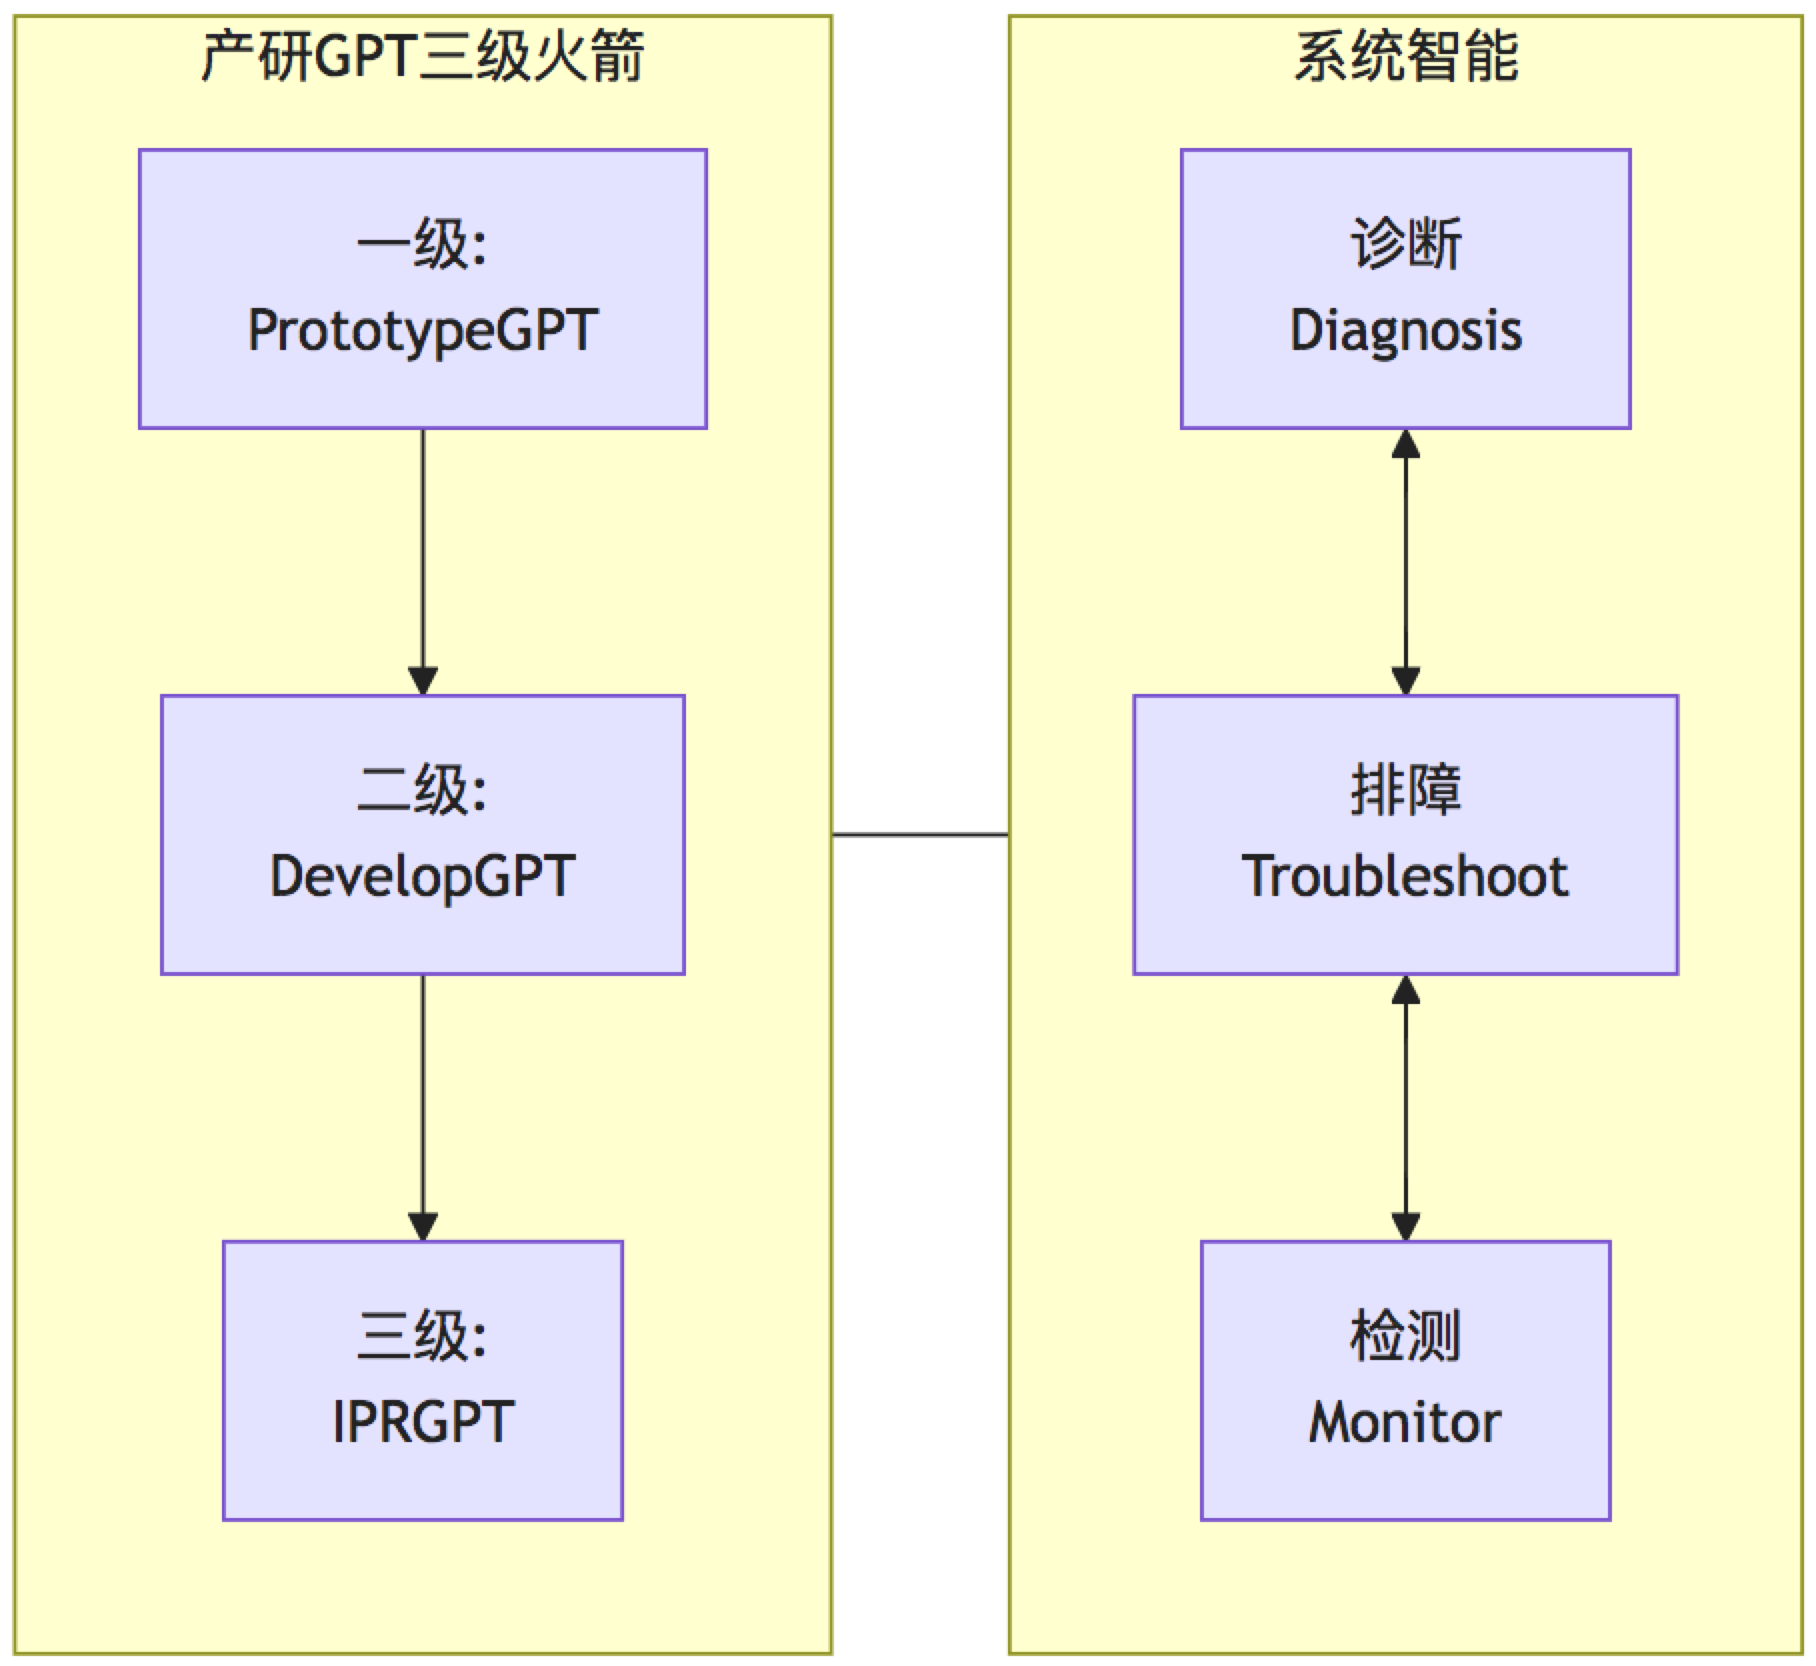 产研GPT三级火箭
一级:
PrototypeGPT
二级:
DevelopGPT
三级:
IPRGPT
系统智能
诊断
Diagnosis
排障
Troubleshoot
检测
Monitor